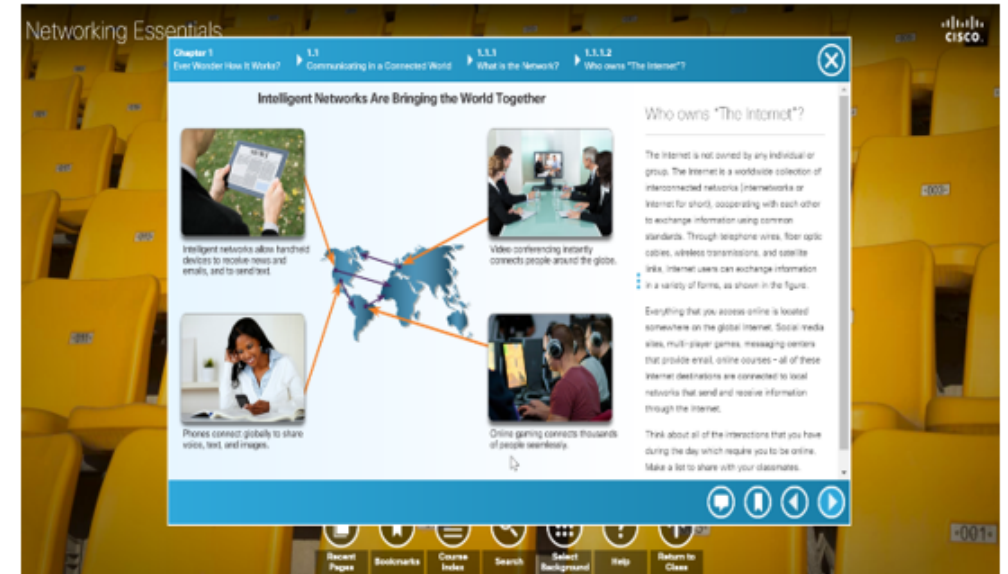 Networking Essentials
CISCO.
Chapter 1
Ever Wonder How It Works?
1.1
Communicating in a Connected World
1.1.1
What is the Network?
1.1.1.2
Who owns "The Internet"?
Intelligent Networks Are Bringing the World Together
Intelligent networks allow handheld
devices to receive news and
emails, and to send text.
Video conferencing instantly
connects people around the globe.
Phones connect globally to share
voice, text, and images.
Online gaming connects thousands
of people seamlessly.
Who owns "The Internet"?
The Internet is not owned by any individual or
group. The Internet is a worldwide collection of
interconnected networks (internetworks or
Internet for short), cooperating with each other
to exchange information using common
standards. Through telephone wires, fiber optic
cables, wireless transmissions, and satellite
links, Internet users can exchange information
in a variety of forms, as shown in the figure.
Everything that you access online is located
somewhere on the global Internet. Social media
sites, multi-player games, messaging centers
that provide email, online courses – all of these
Internet destinations are connected to local
networks that send and receive information
through the Internet.
Think about all of the interactions that you have
during the day which require you to be online.
Make a list to share with your classmates.
Recent
Pages
Bookmarks
Course
Index
Search
Select
Background
Help
Return to
Class
•001•